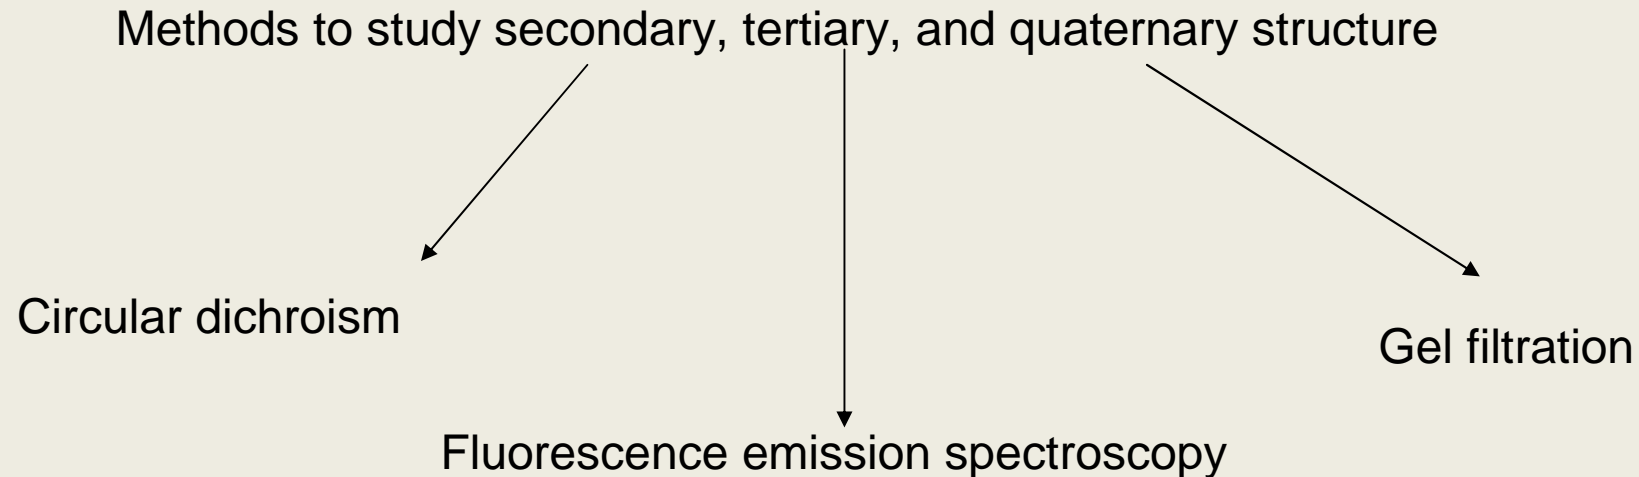 Methods to study secondary, tertiary, and quaternary structure
Circular dichroism
Gel filtration
Fluorescence emission spectroscopy